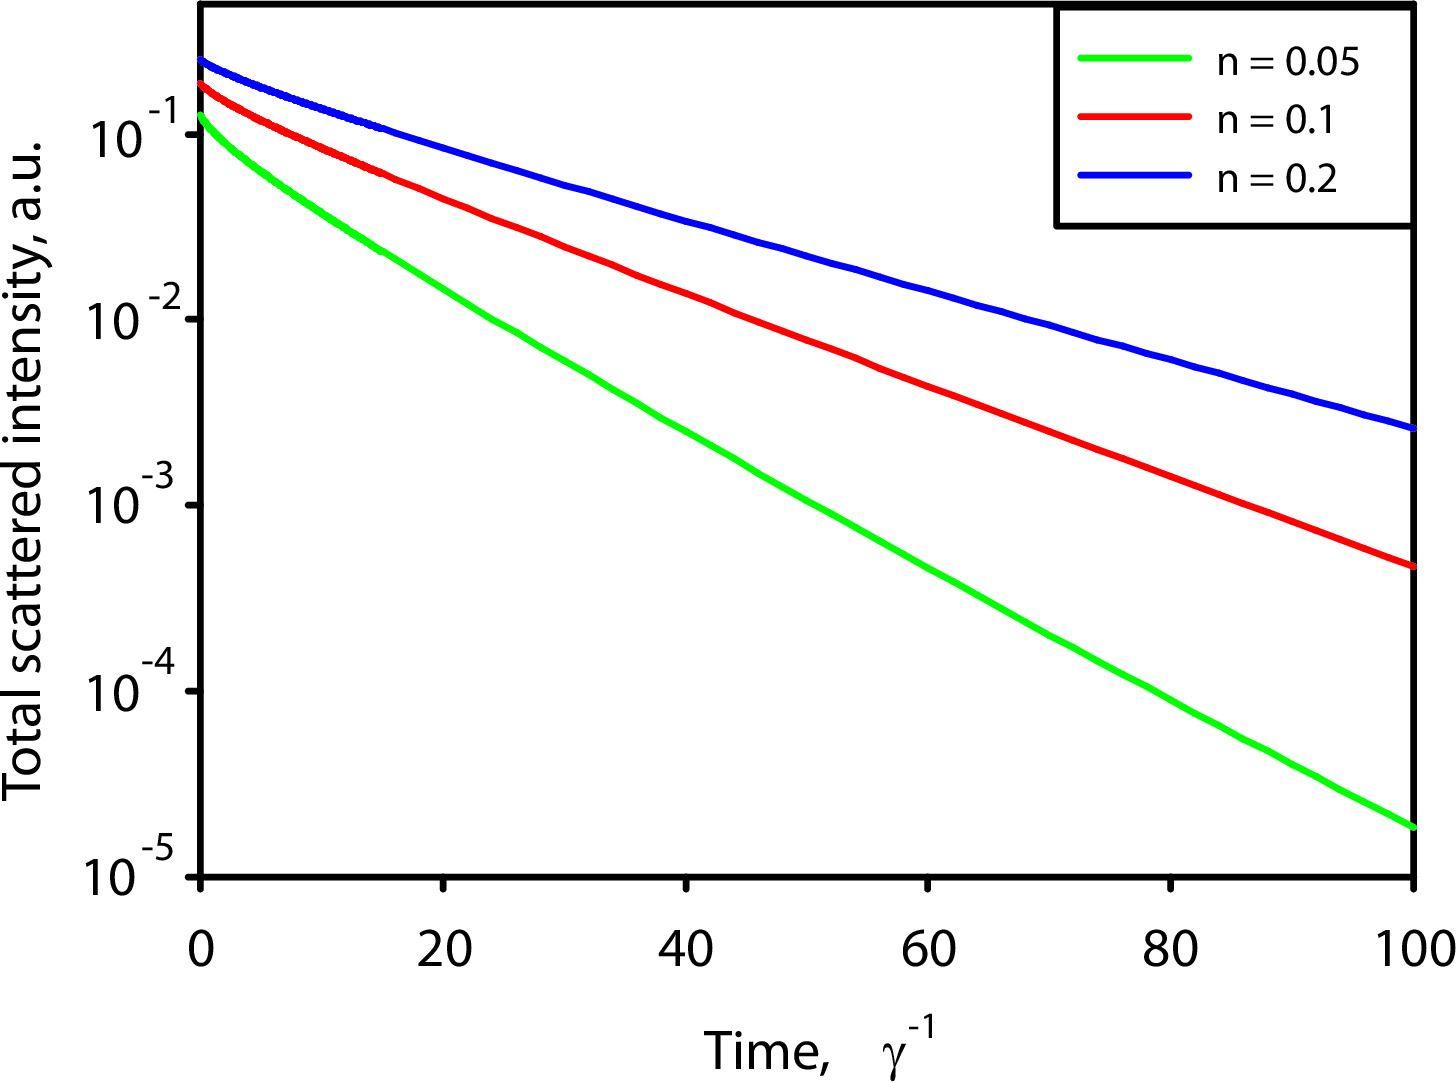 Total scattered intensity, a.u.
10^-1
10^-2
10^-3
10^-4
10^-5
n = 0.05
n = 0.1
n = 0.2
0 20 40 60 80 100
Time, γ^-1